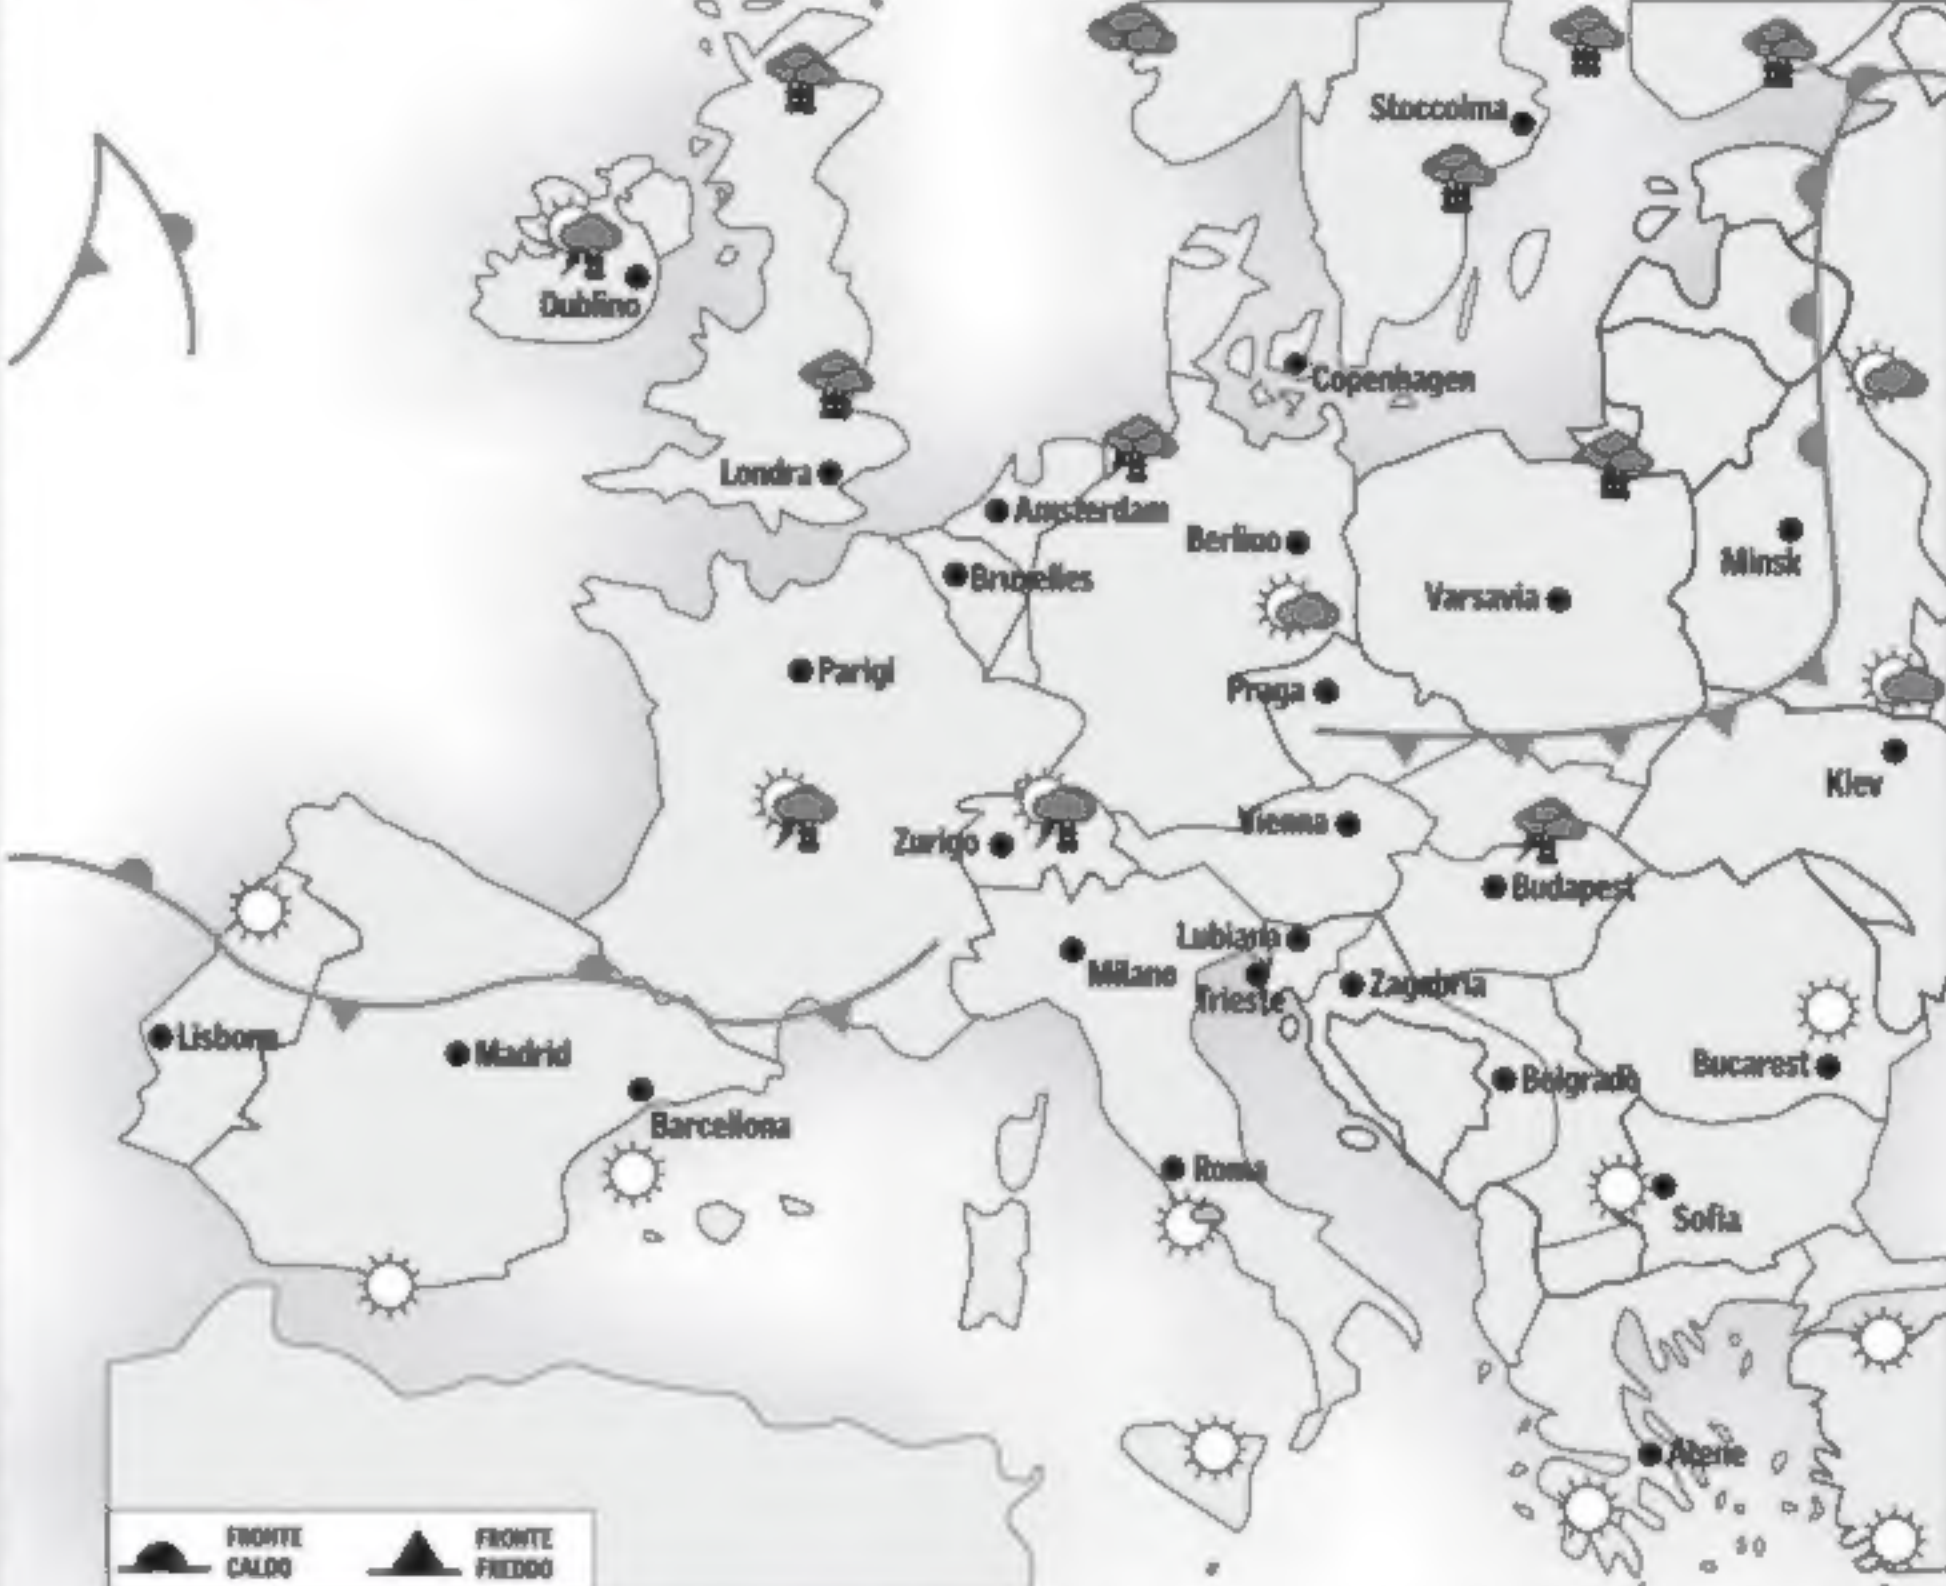 Stoccolma
Dublino
Copenhagen
Londra
Amsterdam
Berlino
Bruxelles
Minsk
Varsavia
Parigi
Praga
Kiev
Vienna
Zurigo
Budapest
Lubiana
Milano
Zagabria
Trieste
Lisbona
Madrid
Bucarest
Belgrado
Barcellona
Roma
Sofia
Atene
FRONTE
CALDO
FRONTE
FREDDO